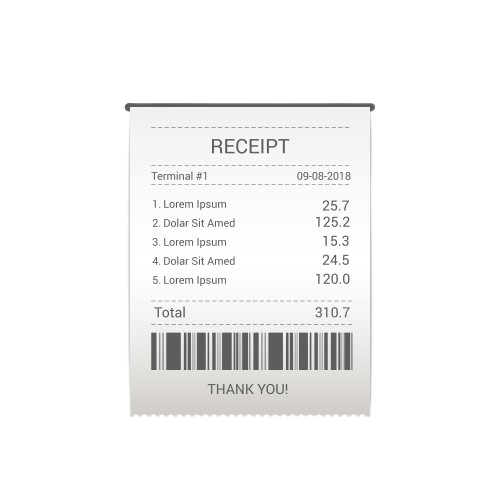 RECEIPT
Terminal #1 09-08-2018
1. Lorem Ipsum 25.7
2. Dolar Sit Amed 125.2
3. Lorem Ipsum 15.3
4. Dolar Sit Amed 24.5
5. Lorem Ipsum 120.0
Total 310.7
THANK YOU!